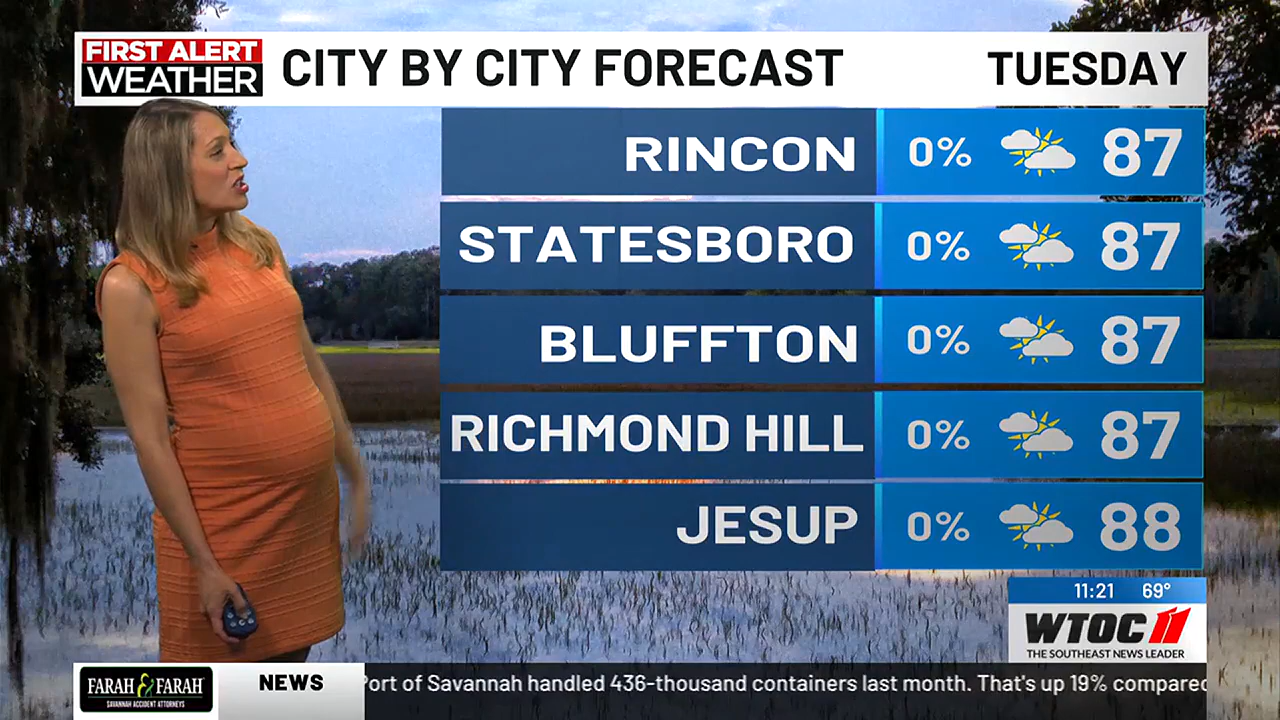 FIRST ALERT
WEATHER
CITY BY CITY FORECAST
TUESDAY
RINCON 0% 87
STATESBORO 0% 87
BLUFFTON 0% 87
RICHMOND HILL 0% 87
JESUP 0% 88
11:21 69°
WTOC 11
THE SOUTHEAST NEWS LEADER
FARAH & FARAH
SAVANNAH ACCIDENT ATTORNEYS
NEWS
Port of Savannah handled 436-thousand containers last month. That's up 19% compared